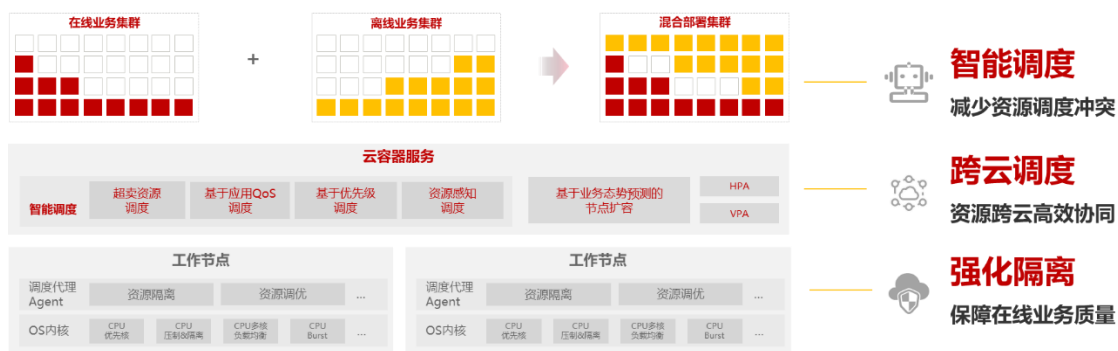 在线业务集群
+
离线业务集群
混合部署集群
云容器服务
智能调度
超卖资源
调度
基于应用QoS
调度
基于优先级
调度
资源感知
调度
基于业务态势预测的
节点扩容
HPA
VPA
工作节点
调度代理
Agent
资源隔离
资源调优
...
OS内核
CPU
优先核
CPU
压制&隔离
CPU多核
负载均衡
CPU
Burst
...
工作节点
调度代理
Agent
资源隔离
资源调优
...
OS内核
CPU
优先核
CPU
压制&隔离
CPU多核
负载均衡
CPU
Burst
...
智能调度
减少资源调度冲突
跨云调度
资源跨云高效协同
强化隔离
保障在线业务质量